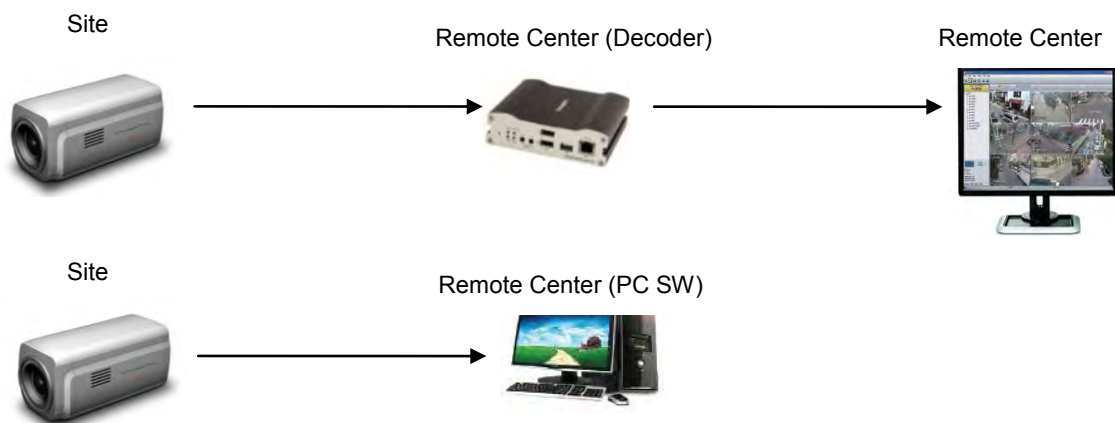 Site
Remote Center (Decoder)
Remote Center
Site
Remote Center (PC SW)